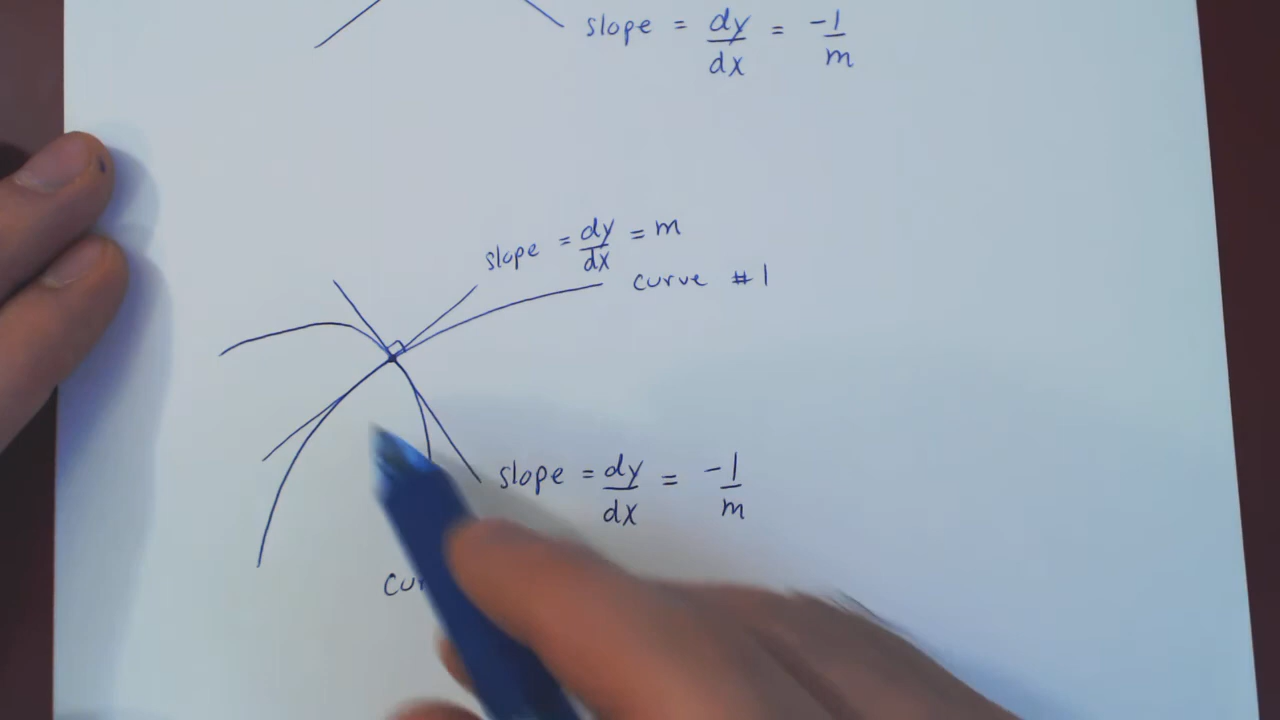 slope = dy/dx = -1/m
slope = dy/dx = m
curve #1
slope = dy/dx = -1/m